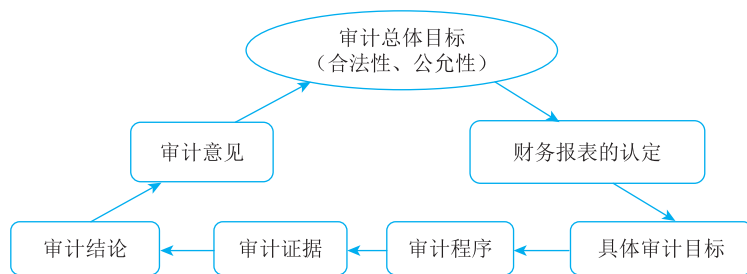 审计总体目标
（合法性、公允性）
审计意见
财务报表的认定
审计结论
审计证据
审计程序
具体审计目标